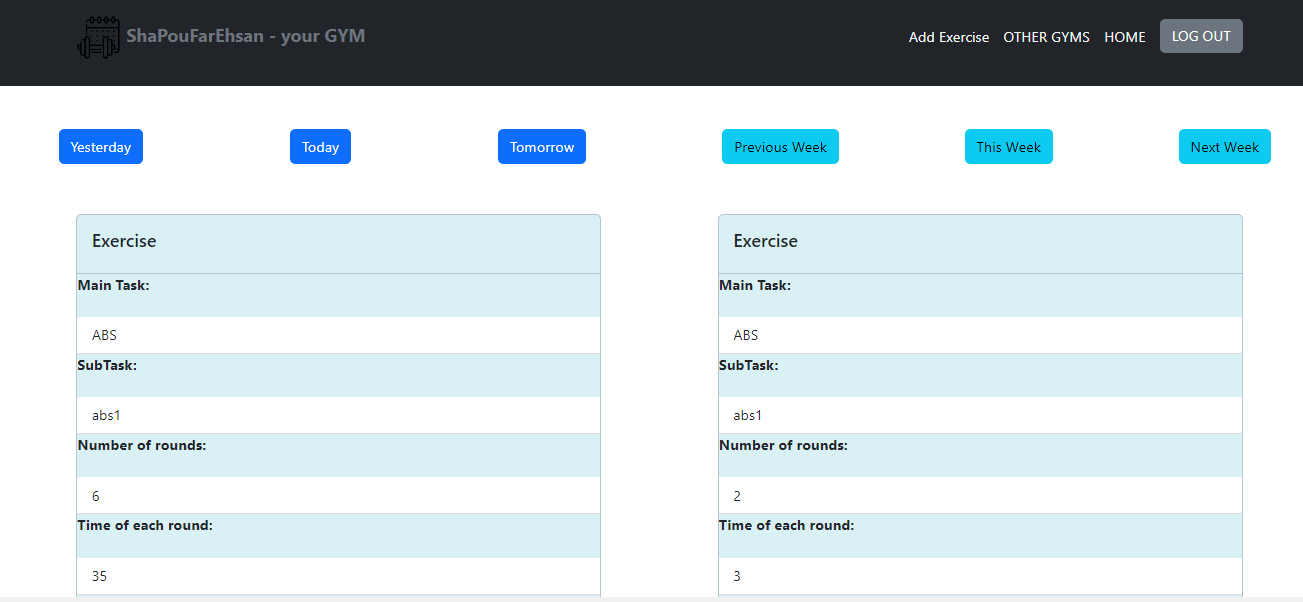 ShaPouFarEhsan - your GYM
Add Exercise OTHER GYMS HOME LOG OUT
Yesterday Today Tomorrow Previous Week This Week Next Week
Exercise
Main Task:
ABS
SubTask:
abs1
Number of rounds:
6
Time of each round:
35
Exercise
Main Task:
ABS
SubTask:
abs1
Number of rounds:
2
Time of each round:
3